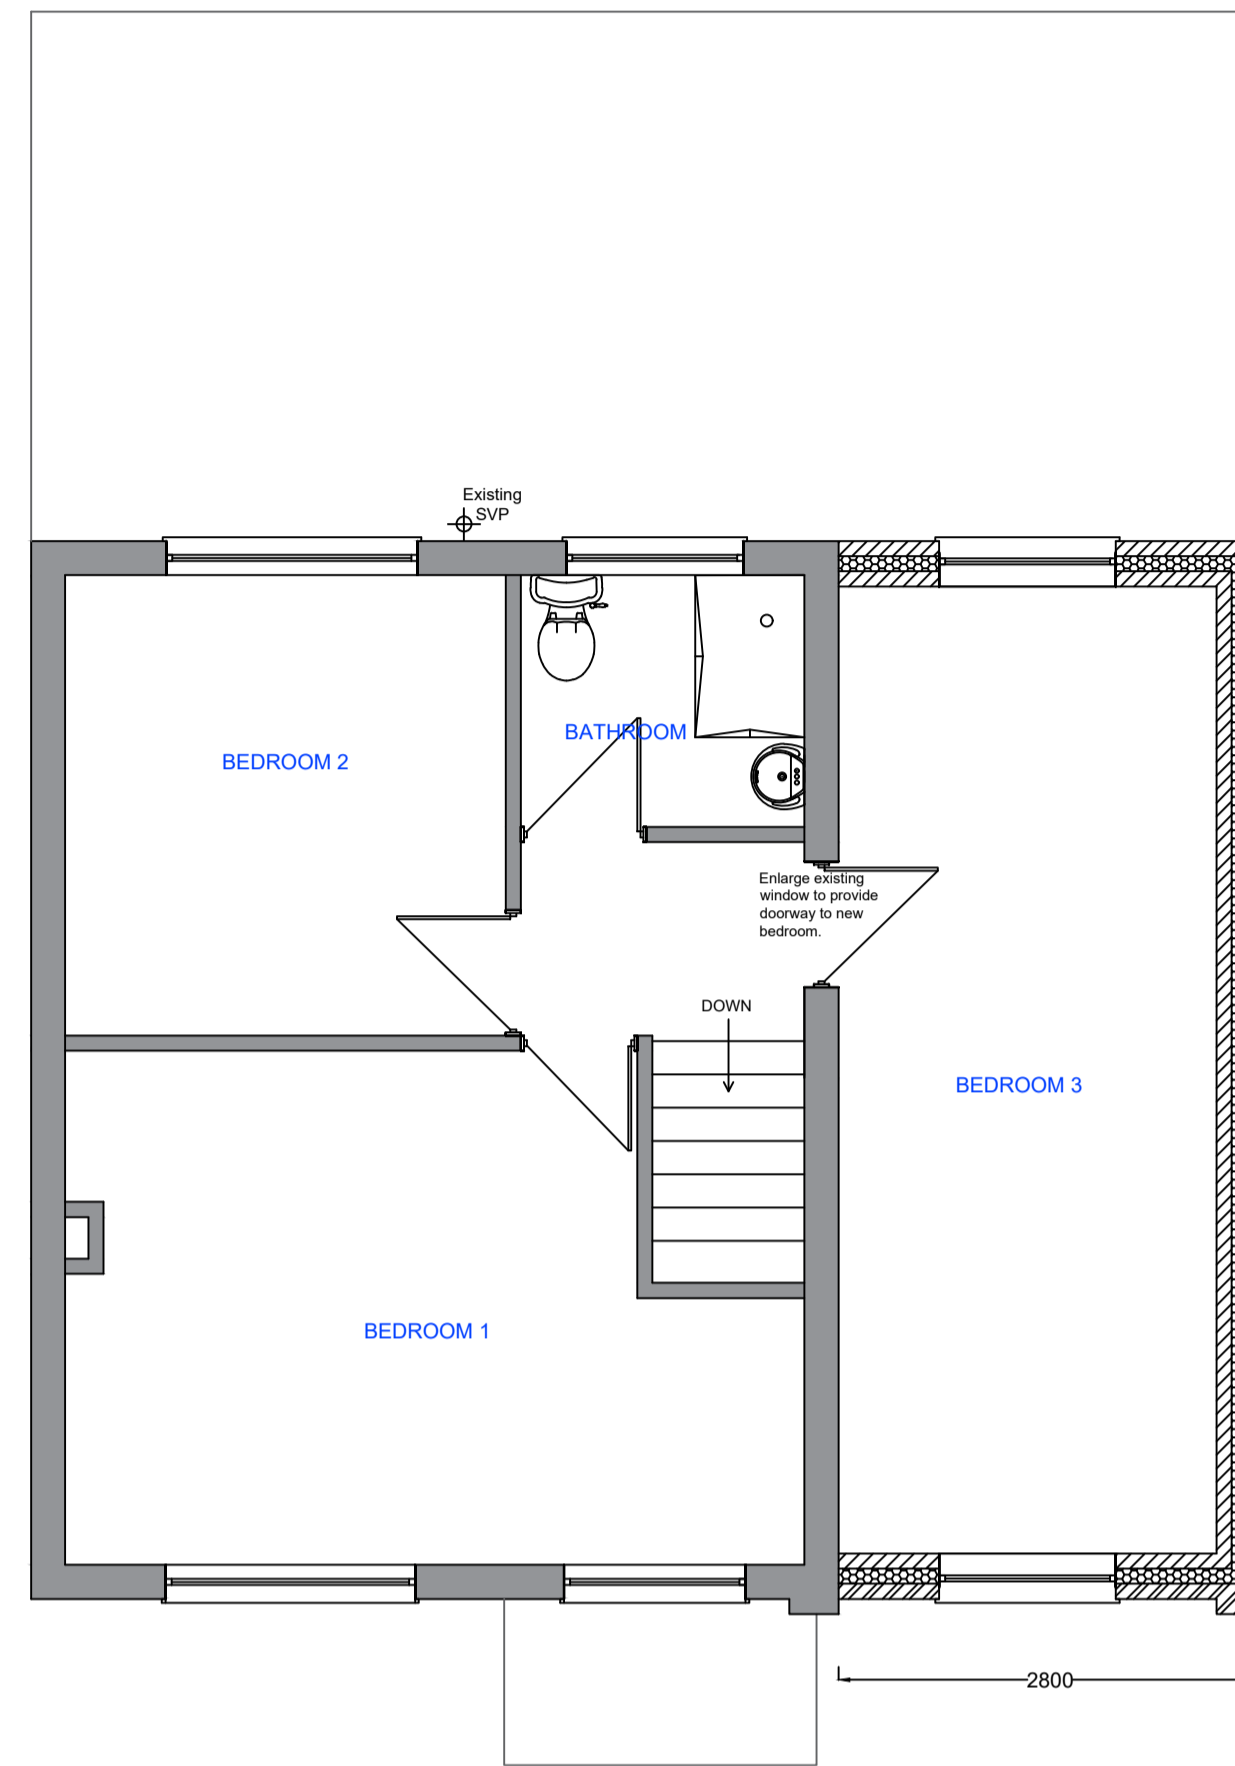 Existing
SVP
BATHROOM
BEDROOM 2
Enlarge existing
window to provide
doorway to new
bedroom.
DOWN
BEDROOM 3
BEDROOM 1
2800